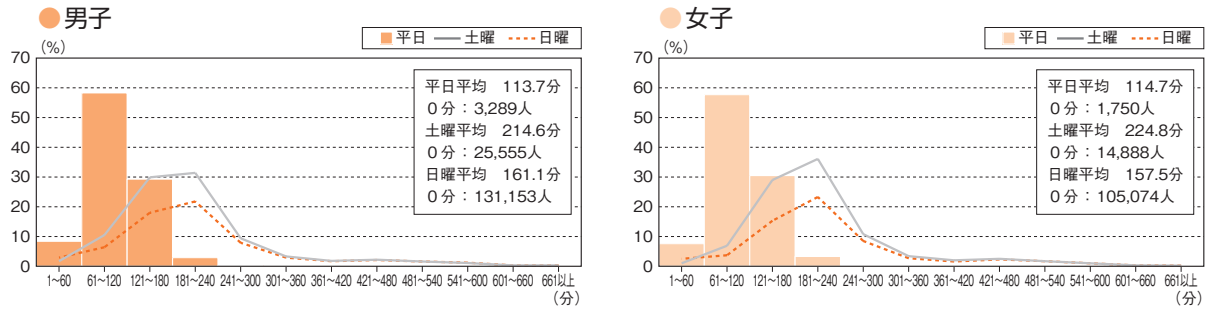 ●男子
(%)
平日 土曜 日曜
70
60
50
40
30
20
10
0
平日平均 113.7分
0分：3,289人
土曜平均 214.6分
0分：25,555人
日曜平均 161.1分
0分：131,153人
1~60 61~120 121~180 181~240 241~300 301~360 361~420 421~480 481~540 541~600 601~660 661以上
(分)
●女子
(%)
平日 土曜 日曜
70
60
50
40
30
20
10
0
平日平均 114.7分
0分：1,750人
土曜平均 224.8分
0分：14,888人
日曜平均 157.5分
0分：105,074人
1~60 61~120 121~180 181~240 241~300 301~360 361~420 421~480 481~540 541~600 601~660 661以上
(分)